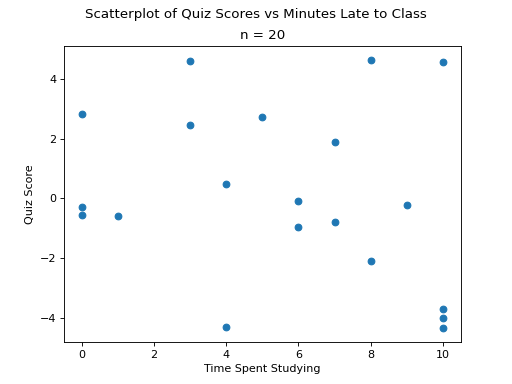 Scatterplot of Quiz Scores vs Minutes Late to Class
n = 20
Quiz Score
4
2
0
−2
−4
0 2 4 6 8 10
Time Spent Studying